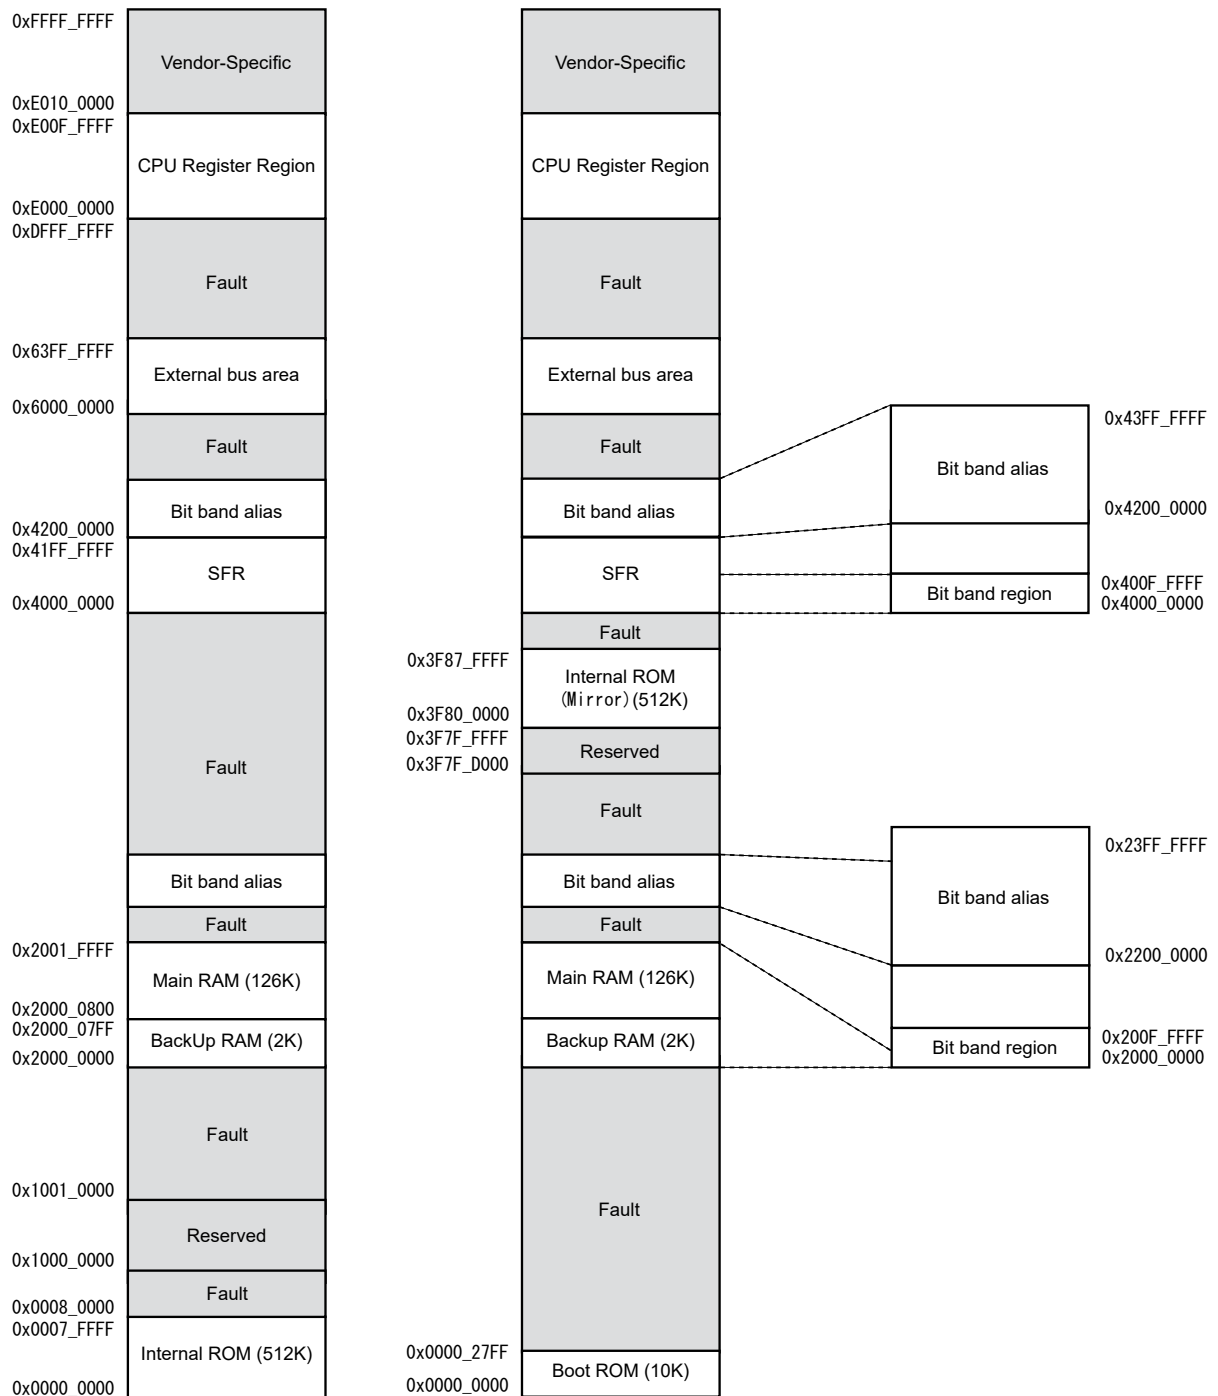 0xFFFF_FFFF
Vendor-Specific
0xE010_0000
0xE00F_FFFF
CPU Register Region
0xE000_0000
0xDFFF_FFFF
Fault
0x63FF_FFFF
External bus area
0x6000_0000
Fault
Bit band alias
0x4200_0000
0x41FF_FFFF
SFR
0x4000_0000
Fault
Bit band alias
Fault
0x2001_FFFF
Main RAM (126K)
0x2000_0800
0x2000_07FF
BackUp RAM (2K)
0x2000_0000
Fault
0x1001_0000
Reserved
0x1000_0000
Fault
0x0008_0000
0x0007_FFFF
Internal ROM (512K)
0x0000_0000
Vendor-Specific
CPU Register Region
Fault
External bus area
Fault
Bit band alias
SFR
Fault
0x3F87_FFFF
Internal ROM
(Mirror)(512K)
0x3F80_0000
0x3F7F_FFFF
Reserved
0x3F7F_D000
Fault
Bit band alias
Fault
Main RAM (126K)
Backup RAM (2K)
Fault
0x0000_27FF
Boot ROM (10K)
0x0000_0000
0x43FF_FFFF
Bit band alias
0x4200_0000
0x400F_FFFF
Bit band region
0x4000_0000
0x23FF_FFFF
Bit band alias
0x2200_0000
0x200F_FFFF
Bit band region
0x2000_0000